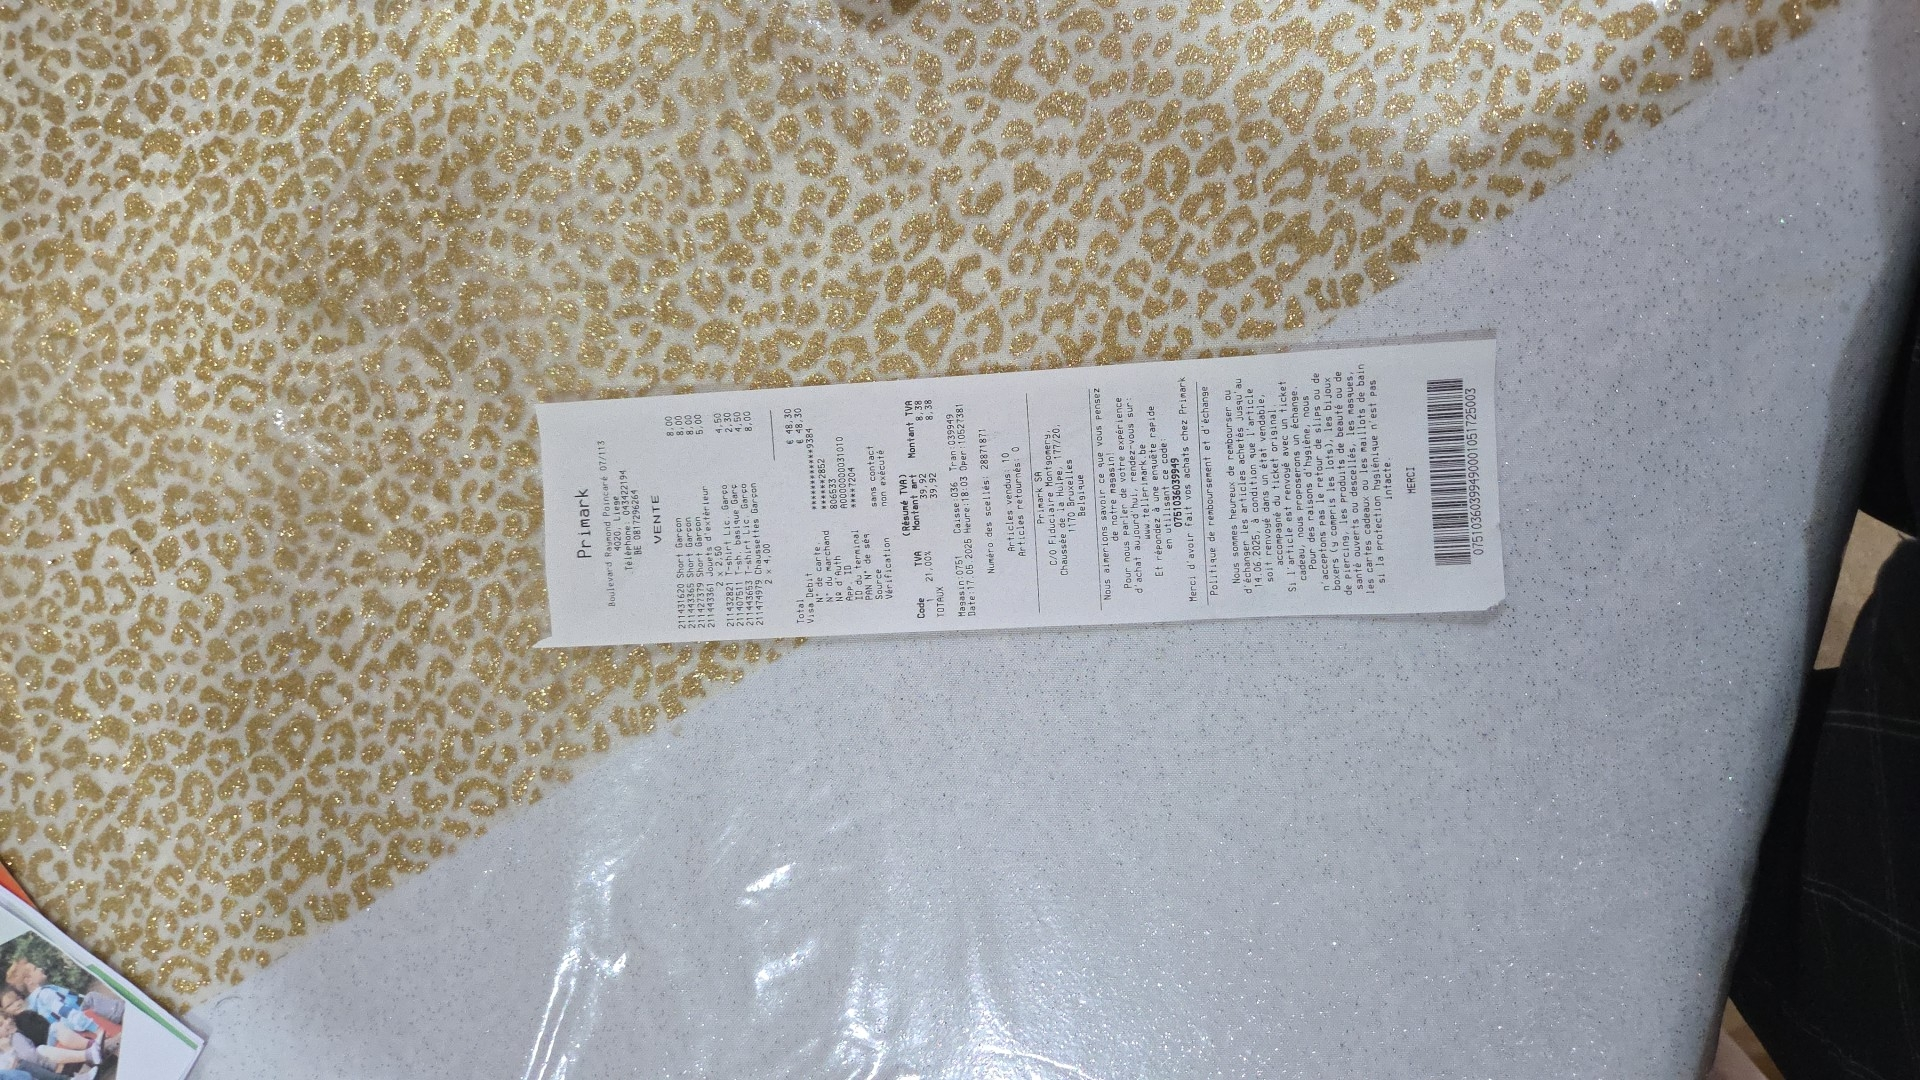 Primark
Boulevard Raymond Poincaré 07/113
4020, Liege
Téléphone 043422194
BE 0817296264
VENTE
211431620 Short Garçon 8,00
211443365 Short Garçon 8,00
211427379 Short Garçon 8,00
211443361 Jouets d'extérieur 5,00
2 x 2,50
211432821 T-shirt Lic. Garço 4,50
211407511 T-shirt basique Garç 2,30
211443653 T-shirt Lic. Garço 4,50
211474979 Chaussettes Garçon 8,00
2 x 4,00
Total € 48,30
Visa Debit € 48,30
N° de carte ************9384
N° du marchand ******2852
N° d'Auth 806533
App. ID A0000000031010
ID du terminal ****7204
PAN N° de séq
Source sans contact
Vérification non exécuté
(Résumé TVA)
Code TVA Montant Montant TVA
1 21,00% 39,92 8,38
TOTAUX 39,92 8,38
Magasin:0751 Caisse:036 Tran:039949
Date:17.05.2025 Heure:18:03 Oper:10527381
Numéro des scellés: 28871871
Articles vendus: 10
Articles retournés: 0
Primark SA
C/O Fiduciaire Montgomery,
Chaussée de la Hulpe, 177/20,
1170 Bruxelles
Belgique
Nous aimerions savoir ce que vous pensez
de notre magasin!
Pour nous parler de votre expérience
d'achat aujourd'hui, rendez-vous sur:
www.tellprimark.be
Et répondez à une enquête rapide
en utilisant ce code:
0751036039949
Merci d'avoir fait vos achats chez Primark
Politique de remboursement et d'échange
Nous sommes heureux de rembourser ou
d'échanger les articles achetés jusqu'au
14.06.2025, à condition que l'article
soit renvoyé dans un état vendable,
accompagné du ticket original.
Si l'article est renvoyé avec un ticket
cadeau, nous proposerons un échange.
Pour des raisons d'hygiène, nous
n'acceptons pas le retour de slips ou de
boxers (y compris les lots), les bijoux
de piercing, les produits de beauté ou de
santé ouverts ou descellés, les masques,
les cartes cadeaux ou les maillots de bain
si la protection hygiénique n'est pas
intacte.
MERCI
07510360399490001051725003